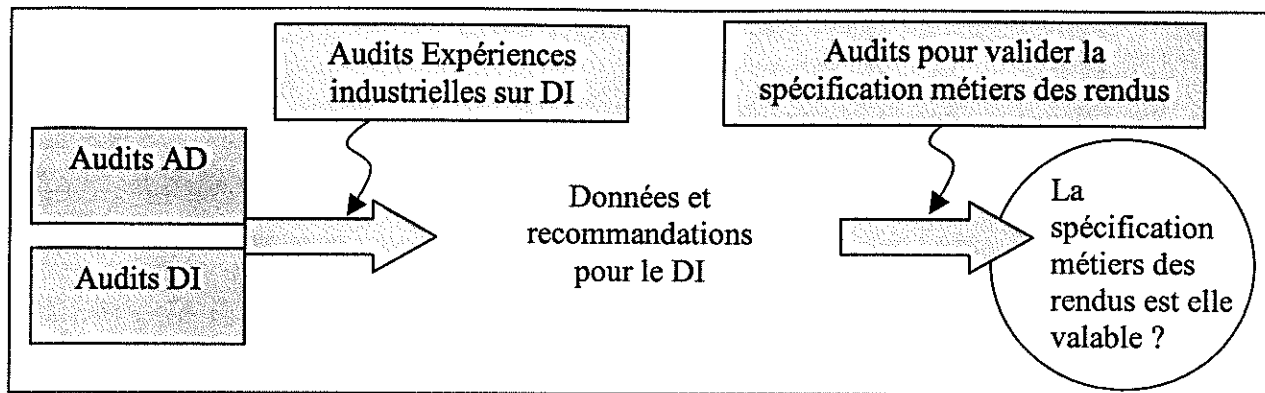 Audits Expériences
industrielles sur DI
Audits pour valider la
spécification métiers des rendus
Audits AD
Audits DI
Données et
recommandations
pour le DI
La
spécification
métiers des
rendus est elle
valable ?